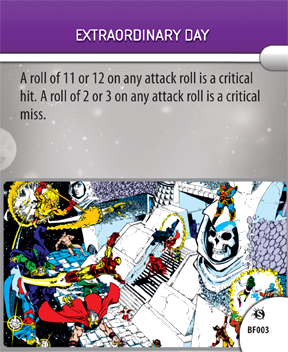 EXTRAORDINARY DAY
A roll of 11 or 12 on any attack roll is a critical
hit. A roll of 2 or 3 on any attack roll is a critical
miss.
S
BF003